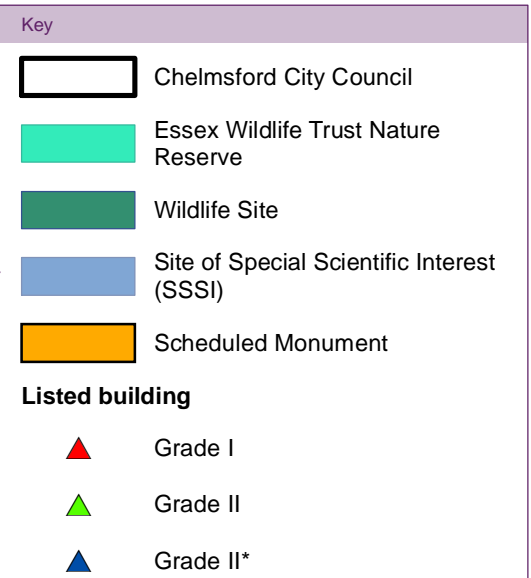 Key
Chelmsford City Council
Essex Wildlife Trust Nature
Reserve
Wildlife Site
Site of Special Scientific Interest
(SSSI)
Scheduled Monument
Listed building
Grade I
Grade II
Grade II*